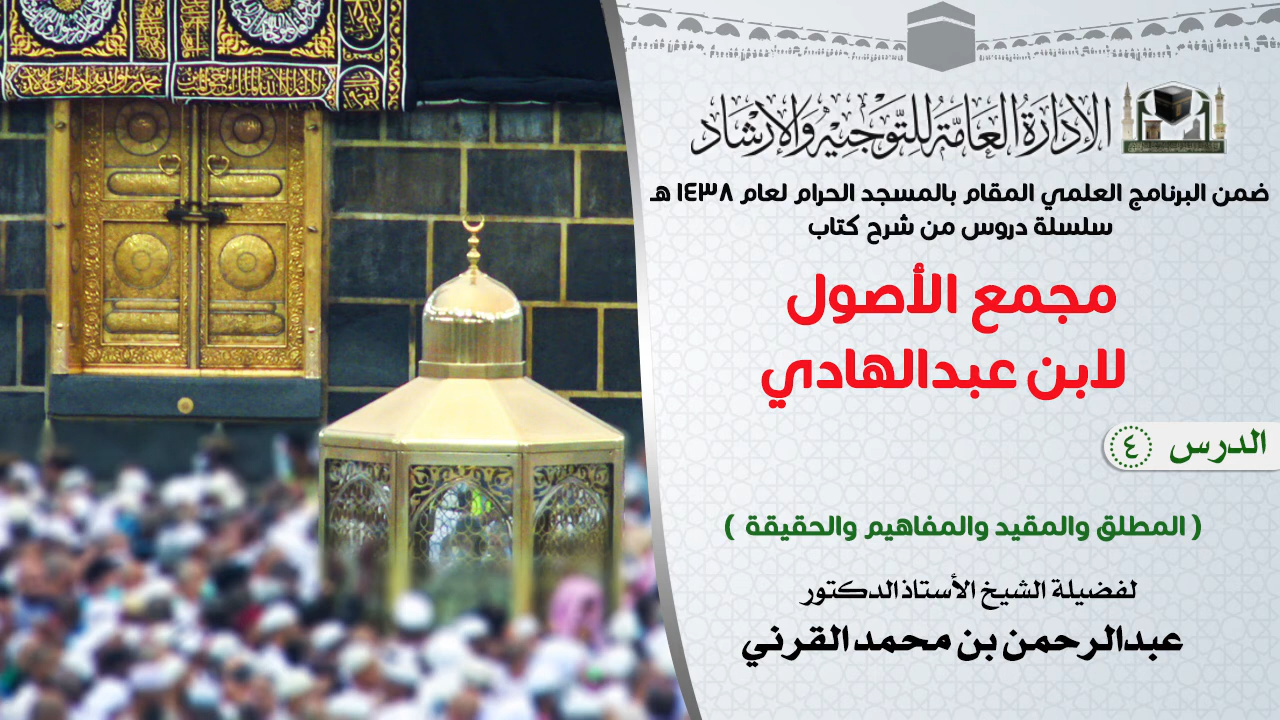 الإدارة العامة للتوجيه والإرشاد
ضمن البرنامج العلمي المقام بالمسجد الحرام لعام ١٤٣٨ هـ
سلسلة دروس من شرح كتاب
مجمع الأصول
لابن عبدالهادي
الدرس ٤
( المطلق والمقيد والمفاهيم والحقيقة )
لفضيلة الشيخ الأستاذ الدكتور
عبدالرحمن بن محمد القرني